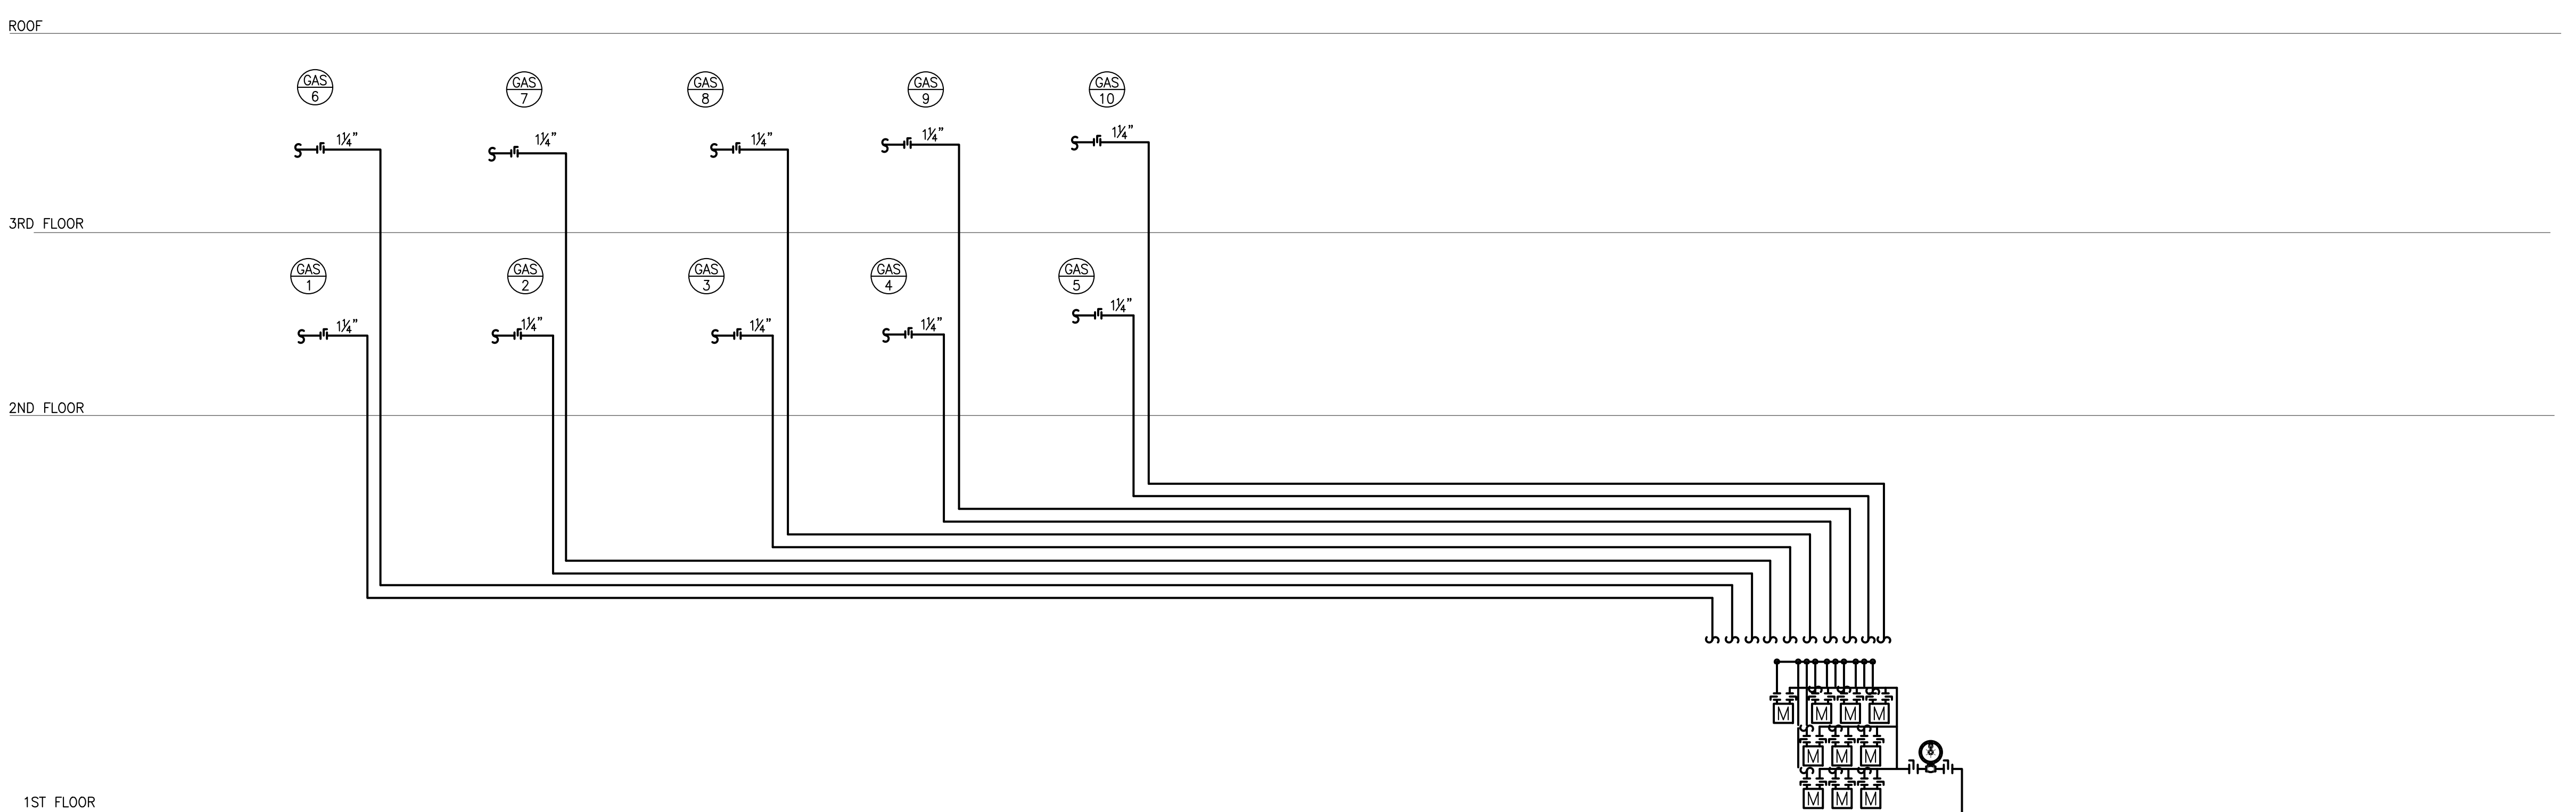 ROOF
GAS
6
GAS
7
GAS
8
GAS
9
GAS
10
1¼"
1¼"
1¼"
1¼"
1¼"
3RD FLOOR
GAS
1
GAS
2
GAS
3
GAS
4
GAS
5
1¼"
1¼"
1¼"
1¼"
1¼"
2ND FLOOR
M M M M
M M M
M M M
1ST FLOOR